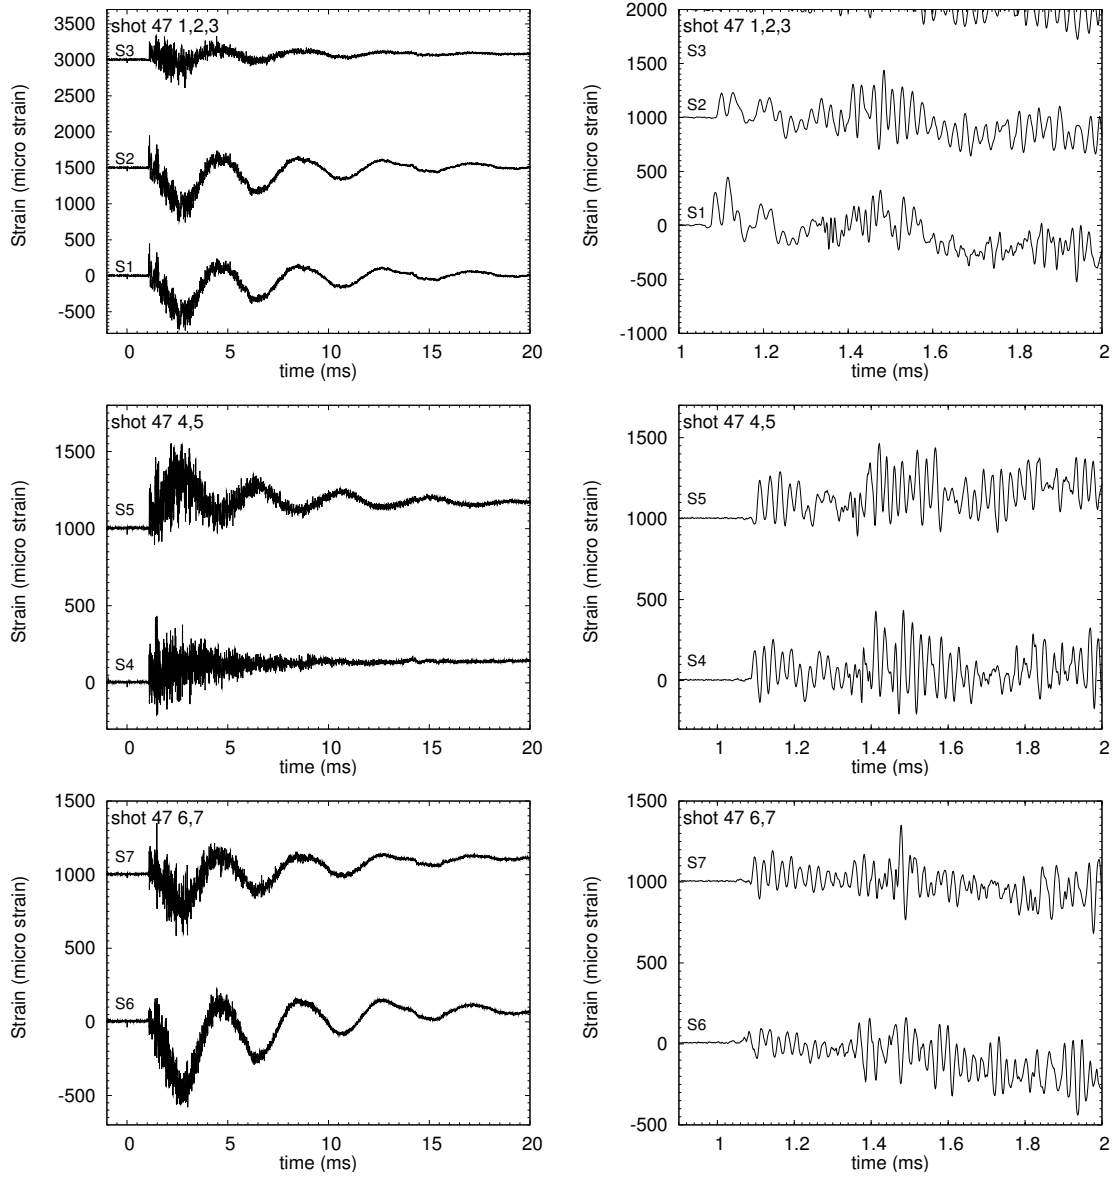 shot 47 1,2,3
3500
3000
2500
2000
1500
1000
500
0
-500
S3
S2
S1
Strain (micro strain)
0 5 10 15 20
time (ms)
shot 47 1,2,3
2000
1500
1000
500
0
-500
-1000
S3
S2
S1
Strain (micro strain)
1 1.2 1.4 1.6 1.8 2
time (ms)
shot 47 4,5
1500
1000
500
0
S5
S4
Strain (micro strain)
0 5 10 15 20
time (ms)
shot 47 4,5
1500
1000
500
0
S5
S4
Strain (micro strain)
1 1.2 1.4 1.6 1.8 2
time (ms)
shot 47 6,7
1500
1000
500
0
-500
S7
S6
Strain (micro strain)
0 5 10 15 20
time (ms)
shot 47 6,7
1500
1000
500
0
-500
S7
S6
Strain (micro strain)
1 1.2 1.4 1.6 1.8 2
time (ms)